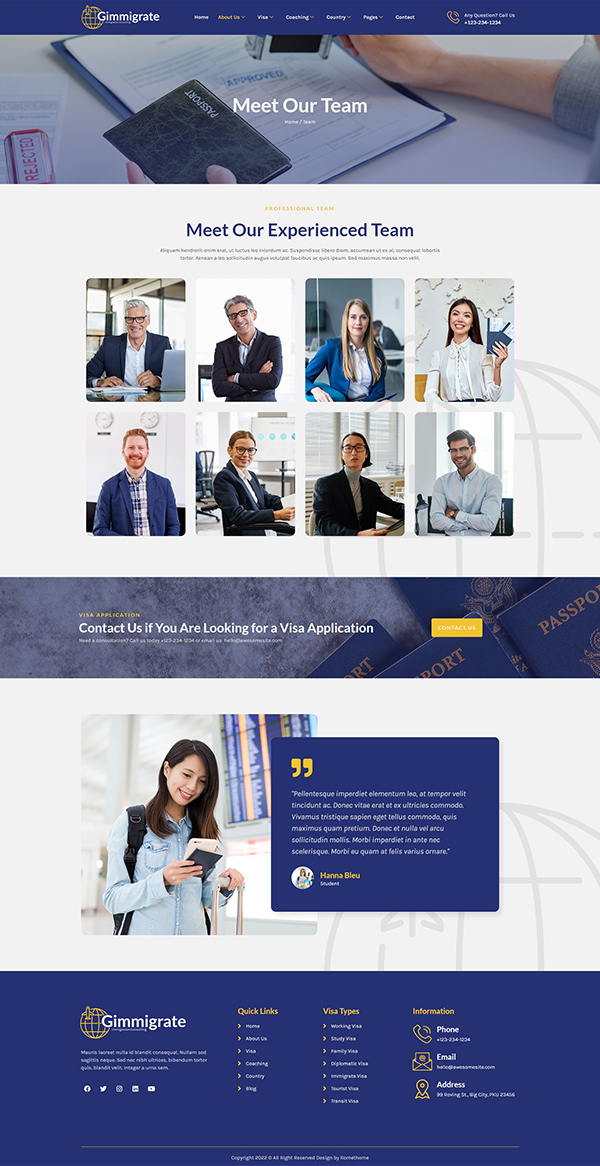 Gimmigrate
Home About Us Visa Coaching Country Pages Contact
Any Question? Call Us
+123-234-1234
APPROVED
PASSPORT
REJECTED
Meet Our Team
Home / Team
PROFESSIONAL TEAM
Meet Our Experienced Team
Aliquam hendrerit enim erat, ut luctus leo interdum ac. Suspendisse libero diam, accumsan ut ex at, consequat lobortis
tortor. Aenean a leo sollicitudin augue volutpat faucibus ac quis ipsum. Sed maximus massa non velit.
VISA APPLICATION
Contact Us if You Are Looking for a Visa Application
Need a consultation? Call us today +123-234-1234 or email us: hello@awesomesite.com
CONTACT US
PASSPORT
PORT
PASSPORT
"Pellentesque imperdiet elementum leo, at tempor velit
tincidunt ac. Donec vitae erat et ex ultricies commodo.
Vivamus tristique sapien eget tellus commodo, quis
maximus quam pretium. Donec et nulla vel arcu
sollicitudin mollis. Morbi imperdiet in ante nec
scelerisque. Morbi eu quam at felis varius ornare."
Hanna Bleu
Student
Gimmigrate
Mauris laoreet nulla id blandit consequat. Nullam sed
sagittis neque. Sed nec nibh ultrices, bibendum tortor
quis, blandit velit. Integer a urna sem.
Quick Links
Home
About Us
Visa
Coaching
Country
Blog
Visa Types
Working Visa
Study Visa
Family Visa
Diplomatic Visa
Immigrate Visa
Tourist Visa
Transit Visa
Information
Phone
+123-234-1234
Email
hello@awesomesite.com
Address
99 Roving St., Big City, PKU 23456
Copyright 2022 © All Right Reserved Design by Rometheme